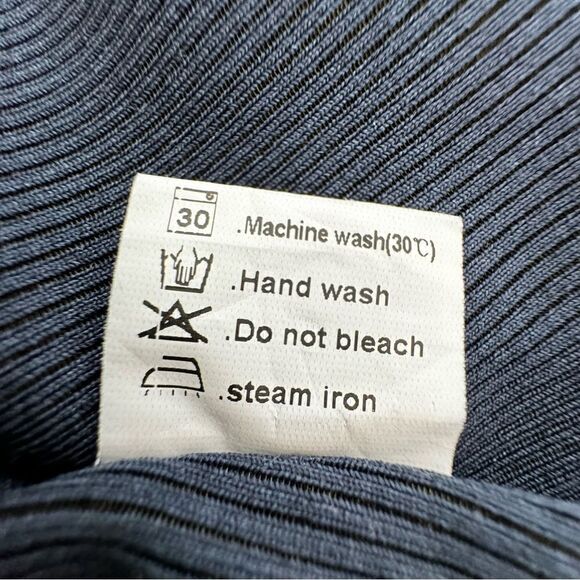 30 .Machine wash(30℃)
.Hand wash
.Do not bleach
.steam iron